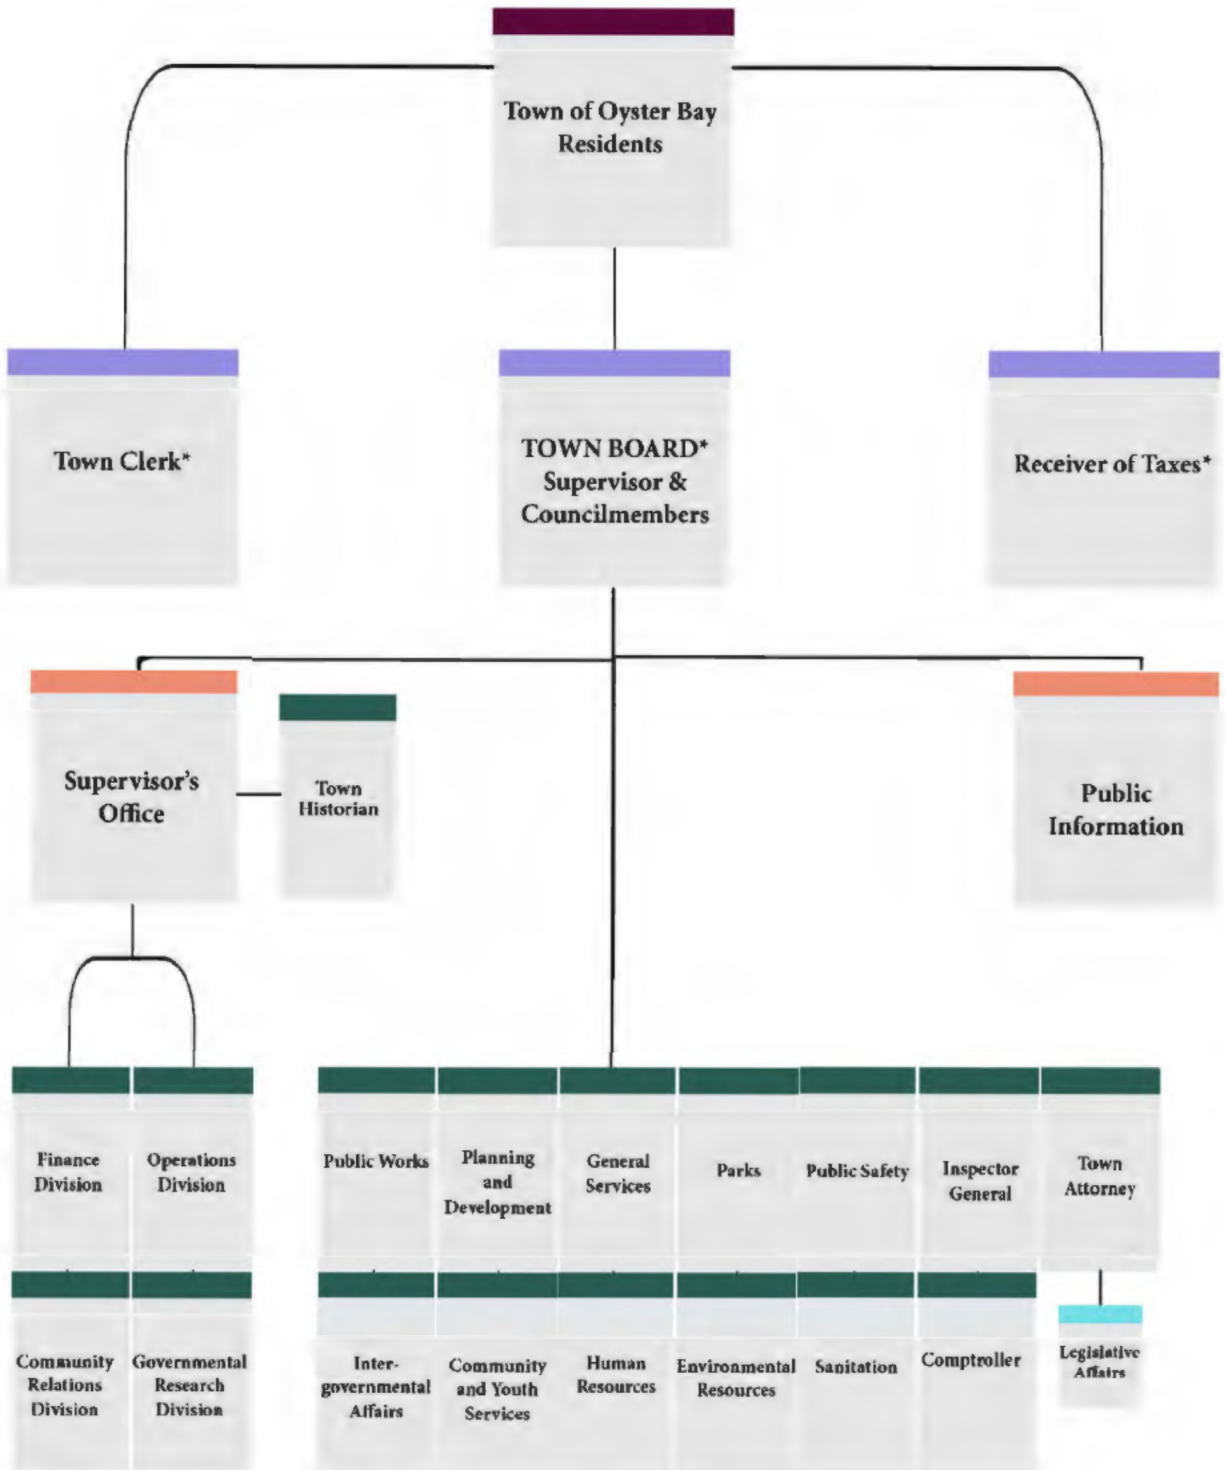 Town of Oyster Bay
Residents
Town Clerk*
TOWN BOARD*
Supervisor &
Councilmembers
Receiver of Taxes*
Supervisor's
Office
Town
Historian
Public
Information
Finance
Division
Operations
Division
Public Works
Planning
and
Development
General
Services
Parks
Public Safety
Inspector
General
Town
Attorney
Community
Relations
Division
Governmental
Research
Division
Inter-
governmental
Affairs
Community
and Youth
Services
Human
Resources
Environmental
Resources
Sanitation
Comptroller
Legislative
Affairs